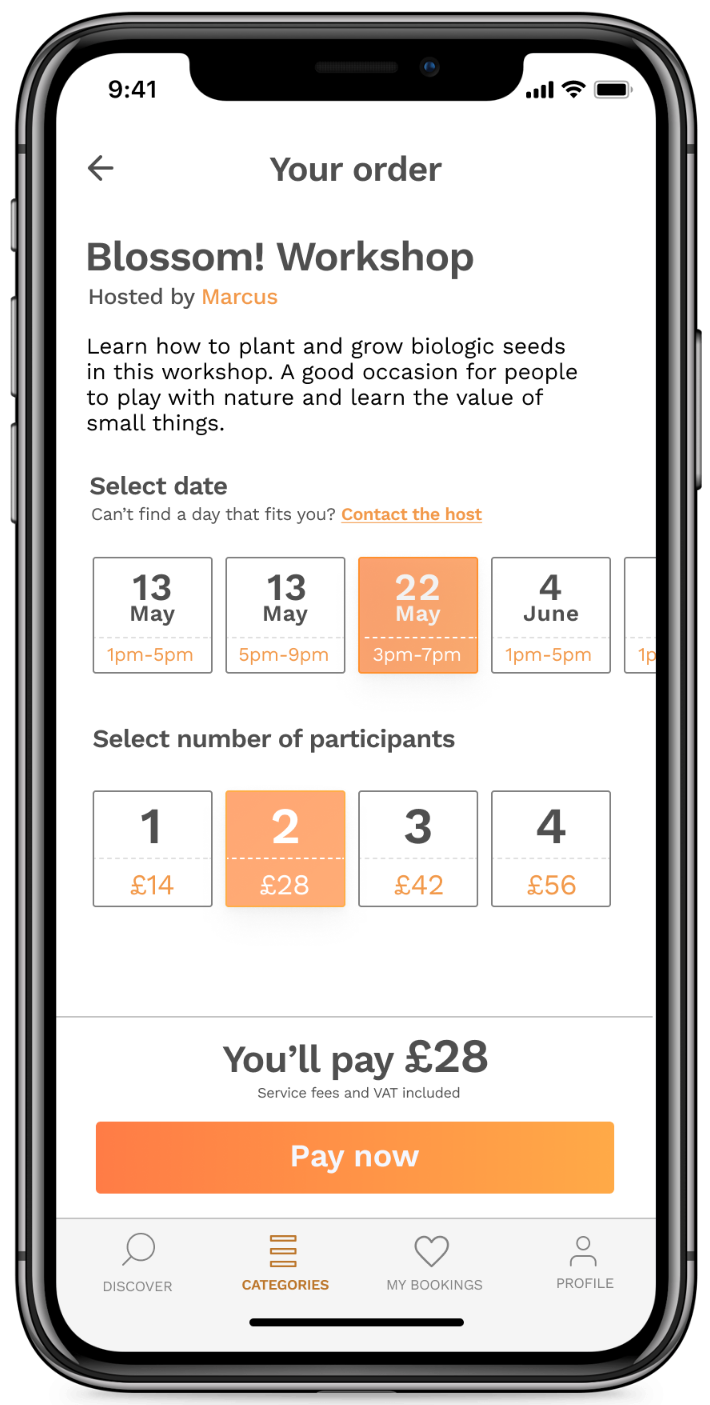 9:41
Your order
Blossom! Workshop
Hosted by Marcus
Learn how to plant and grow biologic seeds
in this workshop. A good occasion for people
to play with nature and learn the value of
small things.
Select date
Can’t find a day that fits you? Contact the host
13 13 22 4
May May May June
1pm-5pm 5pm-9pm 3pm-7pm 1pm-5pm 1p
Select number of participants
1 2 3 4
£14 £28 £42 £56
You’ll pay £28
Service fees and VAT included
Pay now
DISCOVER CATEGORIES MY BOOKINGS PROFILE